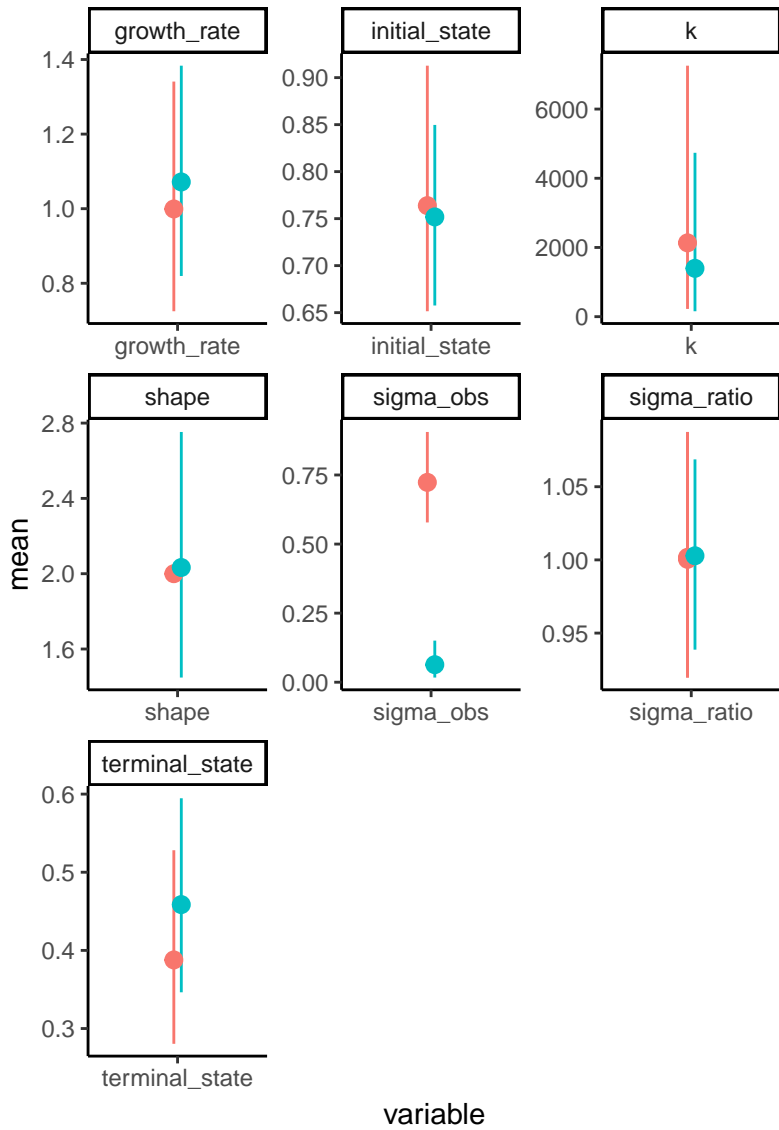 growth_rate
initial_state
k
1.4
1.2
1.0
0.8
0.90
0.85
0.80
0.75
0.70
0.65
6000
4000
2000
0
growth_rate
initial_state
k
shape
sigma_obs
sigma_ratio
2.8
2.4
2.0
1.6
0.75
0.50
0.25
0.00
1.05
1.00
0.95
shape
sigma_obs
sigma_ratio
mean
terminal_state
0.6
0.5
0.4
0.3
terminal_state
variable